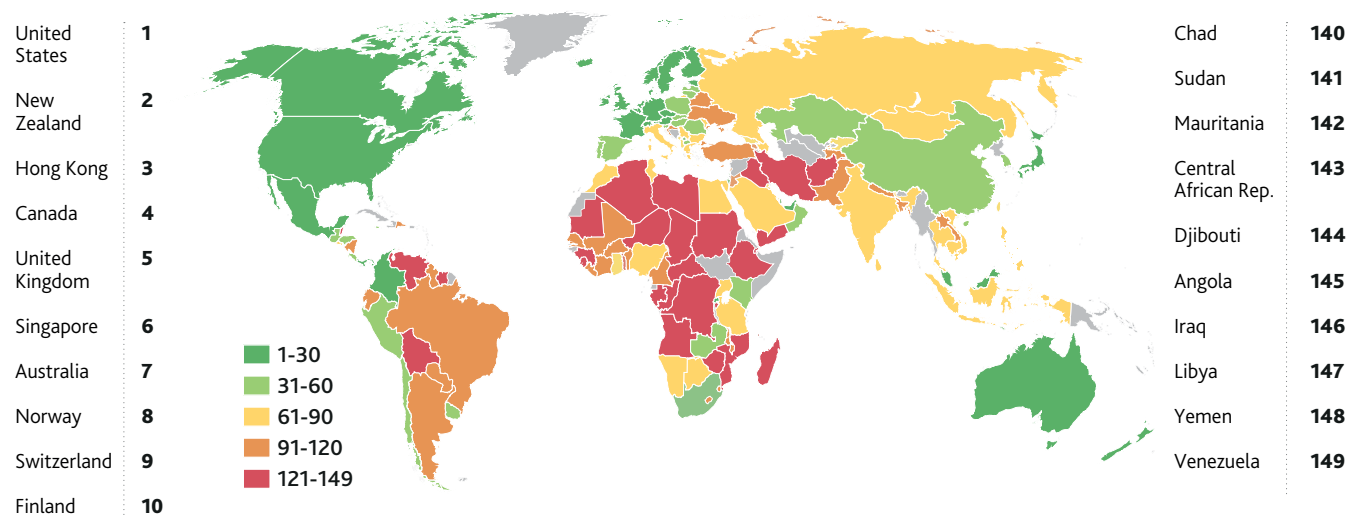 United
States 1
New
Zealand 2
Hong Kong 3
Canada 4
United
Kingdom 5
Singapore 6
Australia 7
Norway 8
Switzerland 9
Finland 10
1-30
31-60
61-90
91-120
121-149
Chad 140
Sudan 141
Mauritania 142
Central
African Rep. 143
Djibouti 144
Angola 145
Iraq 146
Libya 147
Yemen 148
Venezuela 149